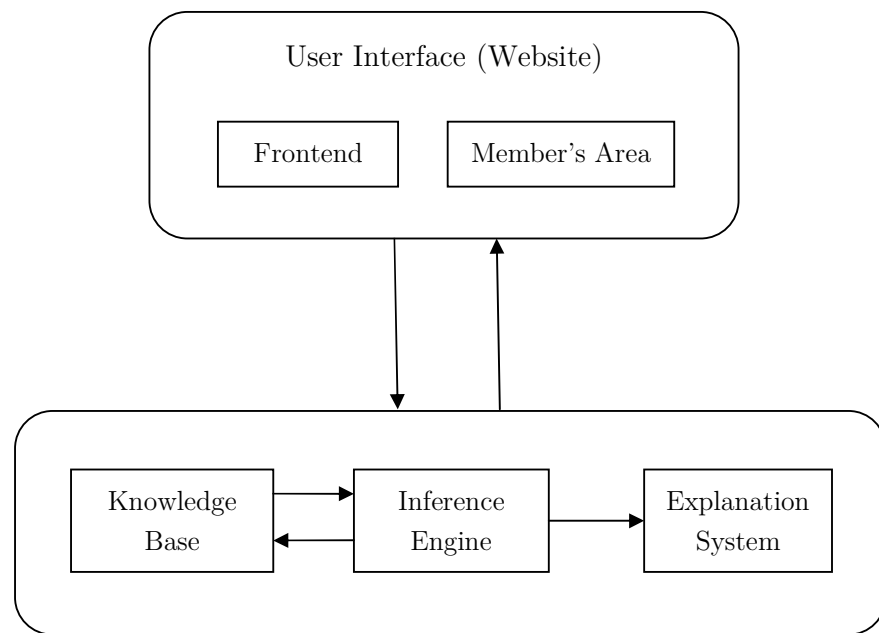 User Interface (Website)
Frontend
Member's Area
Knowledge
Base
Inference
Engine
Explanation
System